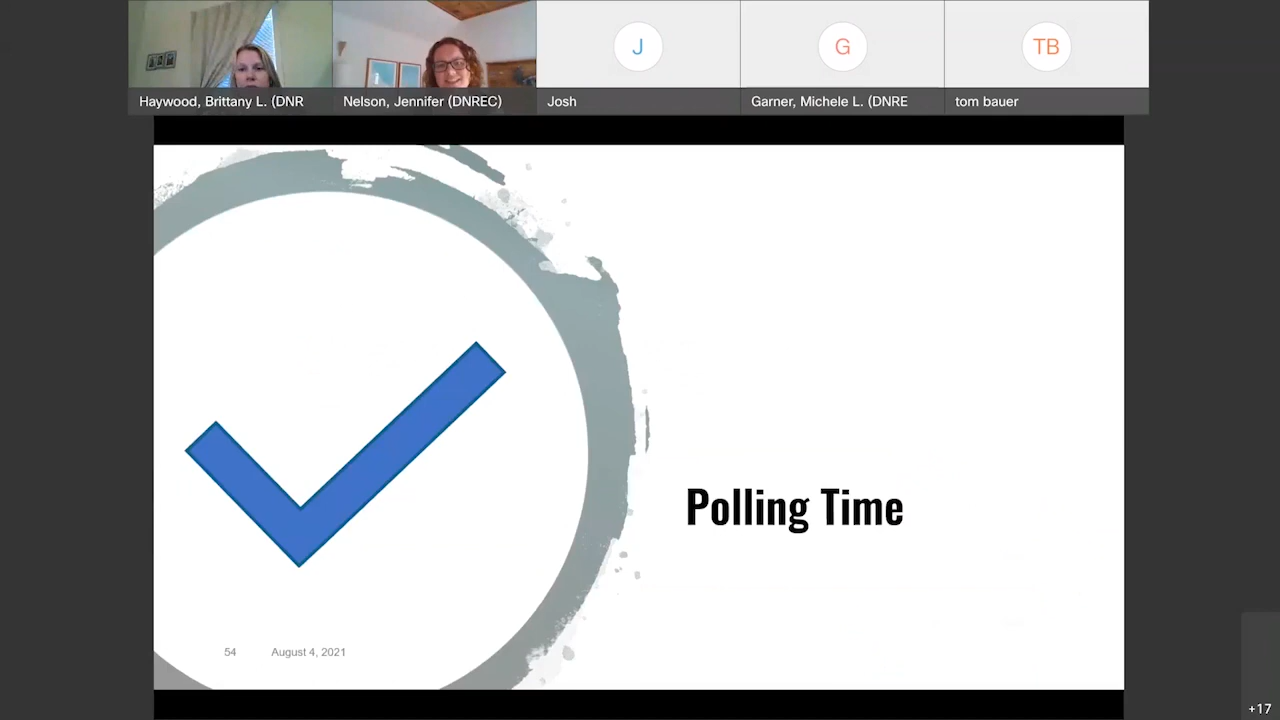 Haywood, Brittany L. (DNR
Nelson, Jennifer (DNREC)
J
Josh
G
Garner, Michele L. (DNRE
TB
tom bauer
Polling Time
54 August 4, 2021
+17